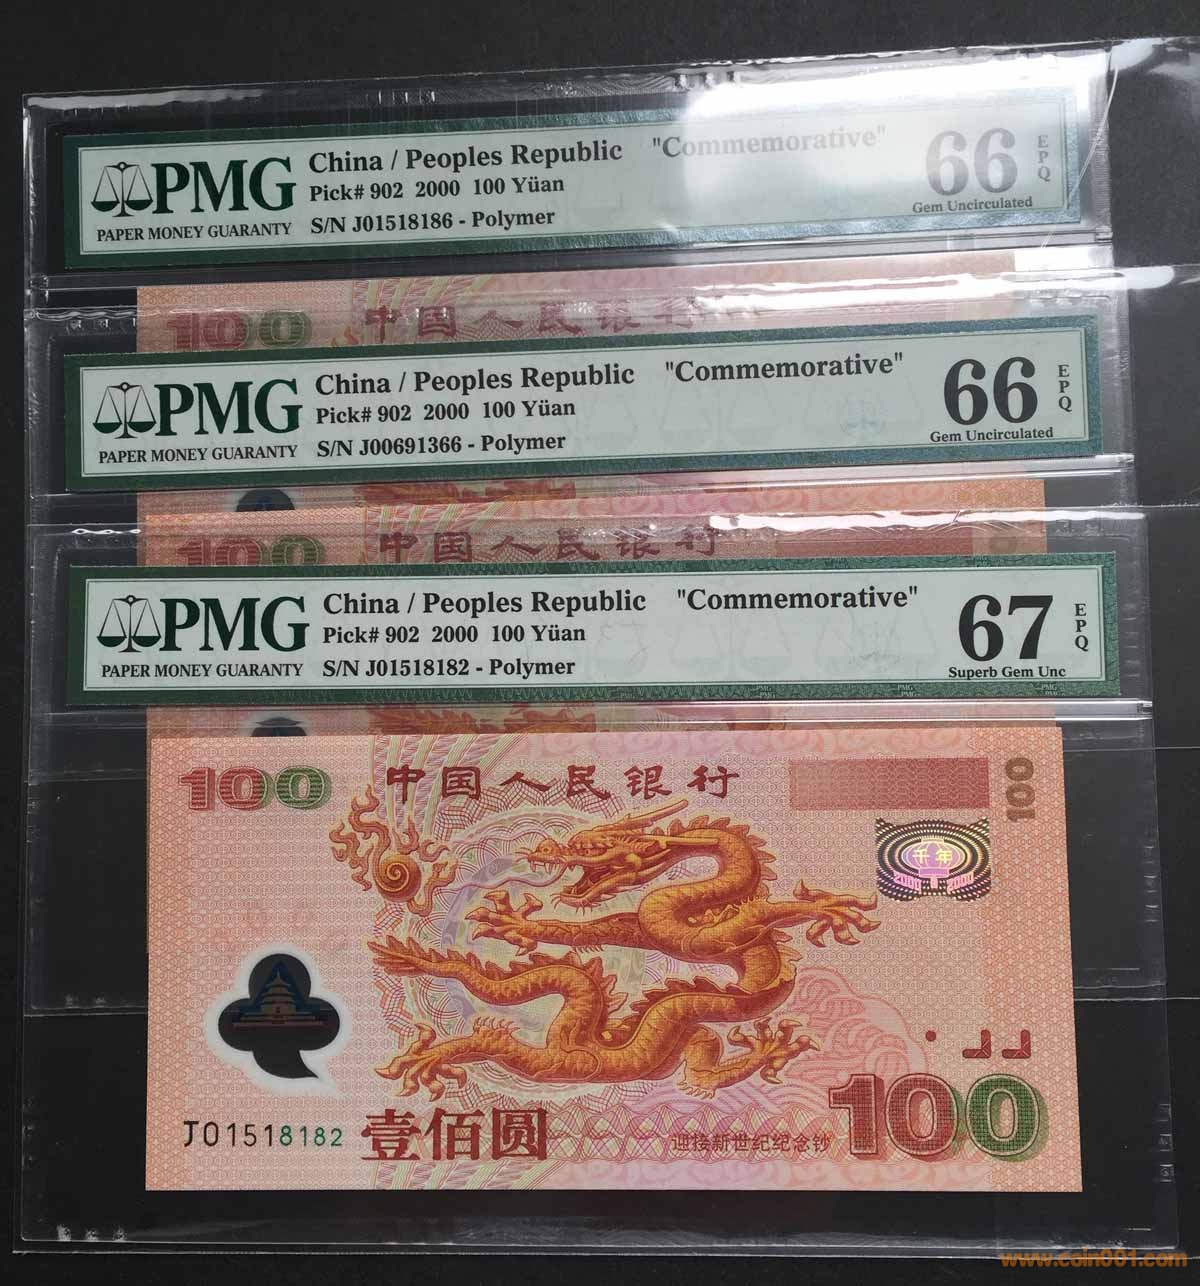 PMG
PAPER MONEY GUARANTY
China / Peoples Republic "Commemorative"
Pick# 902 2000 100 Yüan
S/N J01518186 - Polymer
66
EPQ
Gem Uncirculated
100
中国人民银行
PMG
PAPER MONEY GUARANTY
China / Peoples Republic "Commemorative"
Pick# 902 2000 100 Yüan
S/N J00691366 - Polymer
66
EPQ
Gem Uncirculated
100
中国人民银行
PMG
PAPER MONEY GUARANTY
China / Peoples Republic "Commemorative"
Pick# 902 2000 100 Yüan
S/N J01518182 - Polymer
67
EPQ
Superb Gem Unc
100
中国人民银行
100
千年
2000 2000
J01518182
壹佰圆
迎接新世纪纪念钞
100
www.coin001.com